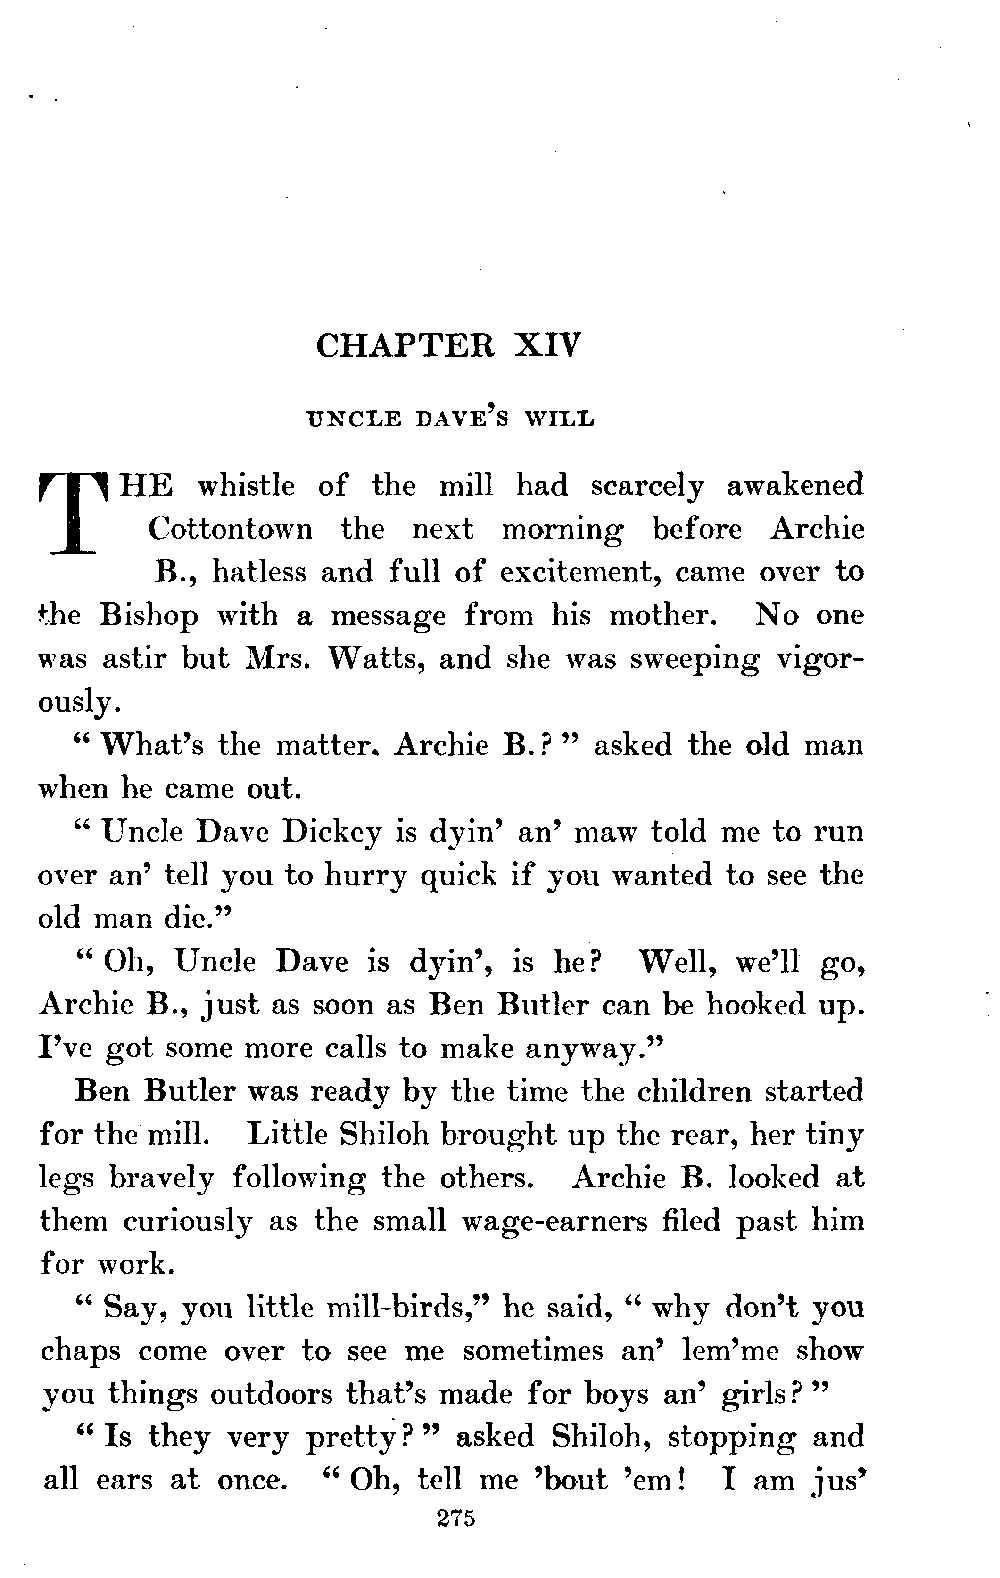 CHAPTER XIV
UNCLE DAVE'S WILL
THE whistle of the mill had scarcely awakened
Cottontown the next morning before Archie
B., hatless and full of excitement, came over to
the Bishop with a message from his mother. No one
was astir but Mrs. Watts, and she was sweeping vigor-
ously.
“ What's the matter. Archie B.? ” asked the old man
when he came out.
“ Uncle Dave Dickey is dyin' an' maw told me to run
over an' tell you to hurry quick if you wanted to see the
old man die.”
“ Oh, Uncle Dave is dyin', is he? Well, we'll go,
Archie B., just as soon as Ben Butler can be hooked up.
I've got some more calls to make anyway.”
Ben Butler was ready by the time the children started
for the mill. Little Shiloh brought up the rear, her tiny
legs bravely following the others. Archie B. looked at
them curiously as the small wage-earners filed past him
for work.
“ Say, you little mill-birds,” he said, “ why don't you
chaps come over to see me sometimes an' lem'me show
you things outdoors that's made for boys an' girls? ”
“ Is they very pretty? ” asked Shiloh, stopping and
all ears at once. “ Oh, tell me 'bout 'em! I am jus'
275